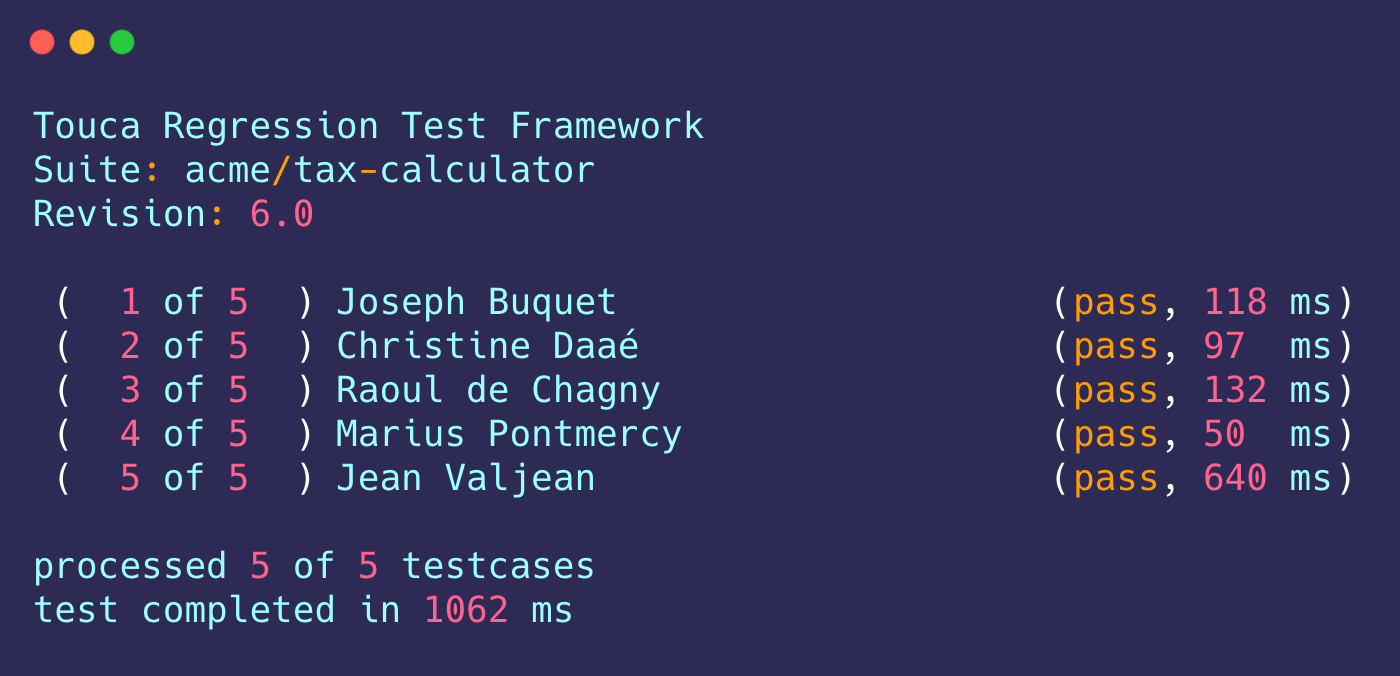 Touca Regression Test Framework
Suite: acme/tax-calculator
Revision: 6.0
(  1 of 5  ) Joseph Buquet (pass, 118 ms)
(  2 of 5  ) Christine Daaé (pass, 97  ms)
(  3 of 5  ) Raoul de Chagny (pass, 132 ms)
(  4 of 5  ) Marius Pontmercy (pass, 50  ms)
(  5 of 5  ) Jean Valjean (pass, 640 ms)
processed 5 of 5 testcases
test completed in 1062 ms